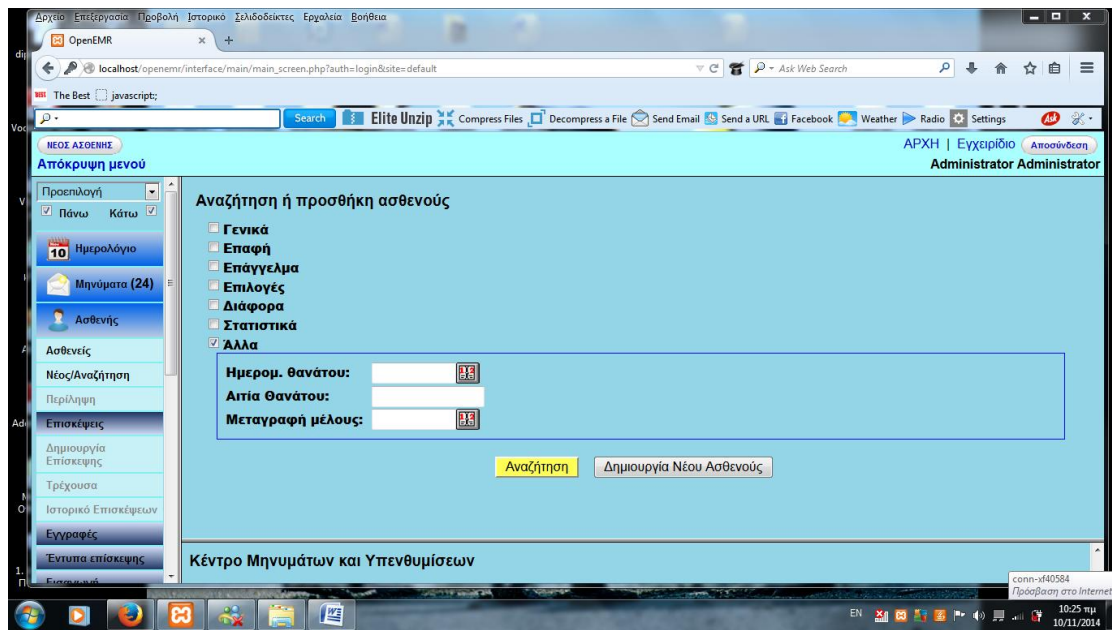 Αρχείο Επεξεργασία Προβολή Ιστορικό Σελιδοδείκτες Εργαλεία Βοήθεια
OpenEMR
localhost/openemr/interface/main/main_screen.php?auth=login&site=default
Ask Web Search
The Best javascript:;
Search Elite Unzip Compress Files Decompress a File Send Email Send a URL Facebook Weather Radio Settings Ask
ΝΕΟΣ ΑΣΘΕΝΗΣ
ΑΡΧΗ | Εγχειρίδιο Αποσύνδεση
Απόκρυψη μενού
Administrator Administrator
Προεπιλογή
Πάνω Κάτω
Ημερολόγιο
Μηνύματα (24)
Ασθενής
Ασθενείς
Νέος/Αναζήτηση
Περίληψη
Επισκέψεις
Δημιουργία
Επίσκεψης
Τρέχουσα
Ιστορικό Επισκέψεων
Εγγραφές
Έντυπα επίσκεψης
Εισαγωγή
Αναζήτηση ή προσθήκη ασθενούς
Γενικά
Επαφή
Επάγγελμα
Επιλογές
Διάφορα
Στατιστικά
Άλλα
Ημερομ. θανάτου:
Αιτία Θανάτου:
Μεταγραφή μέλους:
Αναζήτηση Δημιουργία Νέου Ασθενούς
Κέντρο Μηνυμάτων και Υπενθυμίσεων
conn-xf40584
Πρόσβαση στο Internet
EN
10:25 πμ
10/11/2014